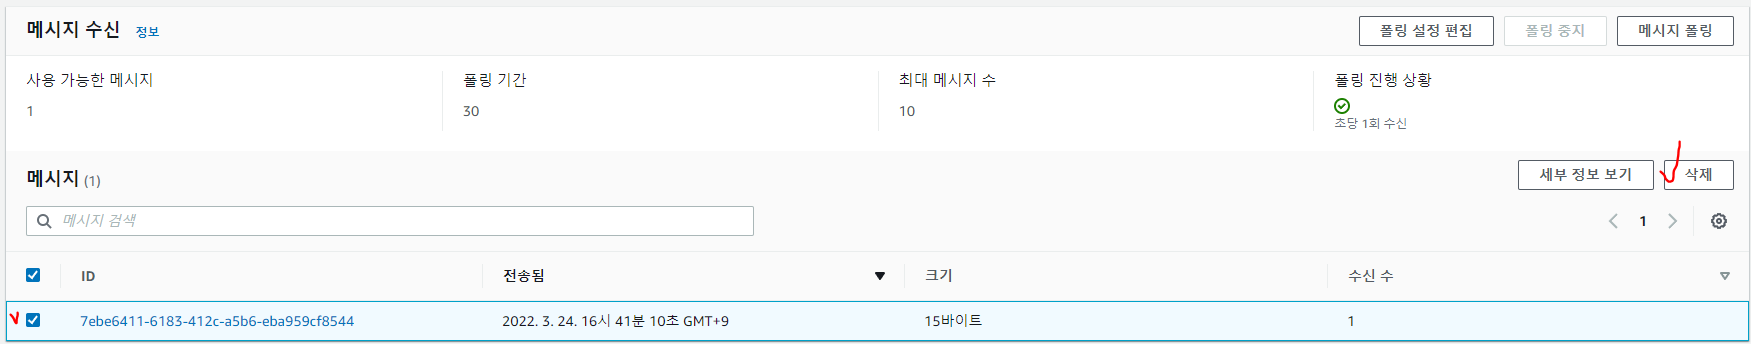 메시지 수신 정보 폴링 설정 편집 폴링 중지 메시지 폴링
사용 가능한 메시지 폴링 기간 최대 메시지 수 폴링 진행 상황
1 30 10
초당 1회 수신
메시지 (1) 세부 정보 보기 삭제
메시지 검색 1
ID 전송됨 크기 수신 수
7ebe6411-6183-412c-a5b6-eba959cf8544 2022. 3. 24. 16시 41분 10초 GMT+9 15바이트 1